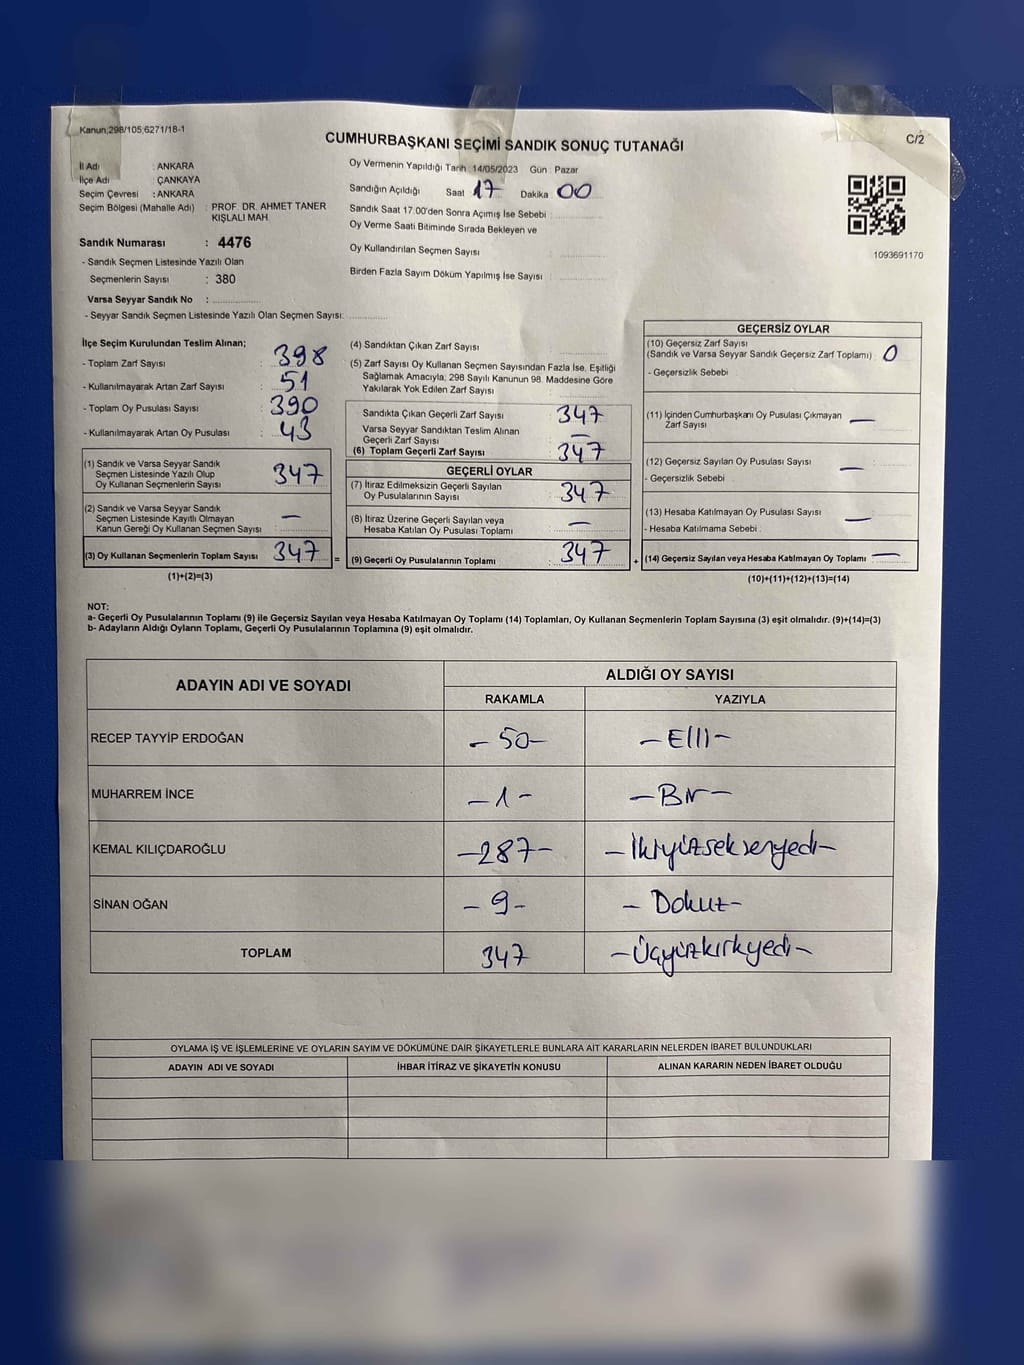 Kanun;298/105;6271/18-1
C/2
CUMHURBAŞKANI SEÇİMİ SANDIK SONUÇ TUTANAĞI
İl Adı : ANKARA
İlçe Adı : ÇANKAYA
Seçim Çevresi : ANKARA
Seçim Bölgesi (Mahalle Adı) : PROF. DR. AHMET TANER
KIŞLALI MAH.
Sandık Numarası : 4476
- Sandık Seçmen Listesinde Yazılı Olan
Seçmenlerin Sayısı : 380
Varsa Seyyar Sandık No : ..............
- Seyyar Sandık Seçmen Listesinde Yazılı Olan Seçmen Sayısı: ............
Oy Vermenin Yapıldığı Tarih : 14/05/2023 Gün : Pazar
Sandığın Açıldığı Saat 17 Dakika 00
Sandık Saat 17:00'den Sonra Açımış İse Sebebi : ............
Oy Verme Saati Bitiminde Sırada Bekleyen ve
Oy Kullandırılan Seçmen Sayısı : ............
Birden Fazla Sayım Döküm Yapılmış İse Sayısı : ............
1093691170
İlçe Seçim Kurulundan Teslim Alınan;
- Toplam Zarf Sayısı : 398
- Kullanılmayarak Artan Zarf Sayısı : 51
- Toplam Oy Pusulası Sayısı : 390
- Kullanılmayarak Artan Oy Pusulası : 43
(1) Sandık ve Varsa Seyyar Sandık
Seçmen Listesinde Yazılı Olup
Oy Kullanan Seçmenlerin Sayısı : 347
(2) Sandık ve Varsa Seyyar Sandık
Seçmen Listesinde Kayıtlı Olmayan
Kanun Gereği Oy Kullanan Seçmen Sayısı : —
(3) Oy Kullanan Seçmenlerin Toplam Sayısı 347 =
(1)+(2)=(3)
(4) Sandıktan Çıkan Zarf Sayısı : ............
(5) Zarf Sayısı Oy Kullanan Seçmen Sayısından Fazla İse, Eşitliği
Sağlamak Amacıyla; 298 Sayılı Kanunun 98. Maddesine Göre
Yakılarak Yok Edilen Zarf Sayısı : ............
Sandıkta Çıkan Geçerli Zarf Sayısı : 347
Varsa Seyyar Sandıktan Teslim Alınan
Geçerli Zarf Sayısı : —
(6) Toplam Geçerli Zarf Sayısı : 347
GEÇERLİ OYLAR
(7) İtiraz Edilmeksizin Geçerli Sayılan
Oy Pusulalarının Sayısı : 347
(8) İtiraz Üzerine Geçerli Sayılan veya
Hesaba Katılan Oy Pusulası Toplamı : —
(9) Geçerli Oy Pusulalarının Toplamı : 347 +
GEÇERSİZ OYLAR
(10) Geçersiz Zarf Sayısı
(Sandık ve Varsa Seyyar Sandık Geçersiz Zarf Toplamı) : 0
- Geçersizlik Sebebi :
(11) İçinden Cumhurbaşkanı Oy Pusulası Çıkmayan
Zarf Sayısı : —
(12) Geçersiz Sayılan Oy Pusulası Sayısı : —
- Geçersizlik Sebebi :
(13) Hesaba Katılmayan Oy Pusulası Sayısı : —
- Hesaba Katılmama Sebebi :
(14) Geçersiz Sayılan veya Hesaba Katılmayan Oy Toplamı : —
(10)+(11)+(12)+(13)=(14)
NOT:
a- Geçerli Oy Pusulalarının Toplamı (9) ile Geçersiz Sayılan veya Hesaba Katılmayan Oy Toplamı (14) Toplamları, Oy Kullanan Seçmenlerin Toplam Sayısına (3) eşit olmalıdır. (9)+(14)=(3)
b- Adayların Aldığı Oyların Toplamı, Geçerli Oy Pusulalarının Toplamına (9) eşit olmalıdır.
ADAYIN ADI VE SOYADI ALDIĞI OY SAYISI
RAKAMLA YAZIYLA
RECEP TAYYİP ERDOĞAN - 50 - - Elli -
MUHARREM İNCE - 1 - - Bir -
KEMAL KILIÇDAROĞLU - 287 - - İkiyüzseksenyedi -
SİNAN OĞAN - 9 - - Dokuz -
TOPLAM 347 - Üçyüzkırkyedi -
OYLAMA İŞ VE İŞLEMLERİNE VE OYLARIN SAYIM VE DÖKÜMÜNE DAİR ŞİKAYETLERLE BUNLARA AİT KARARLARIN NELERDEN İBARET BULUNDUKLARI
ADAYIN ADI VE SOYADI İHBAR İTİRAZ VE ŞİKAYETİN KONUSU ALINAN KARARIN NEDEN İBARET OLDUĞU